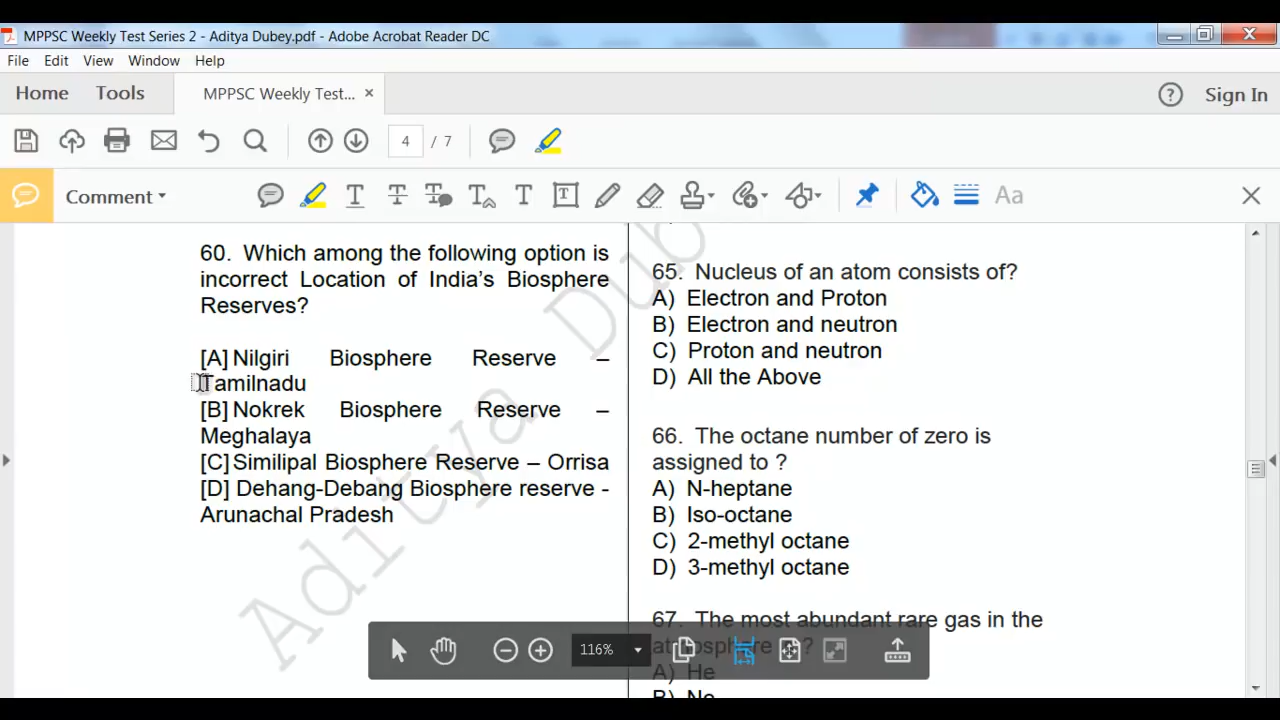 MPPSC Weekly Test Series 2 - Aditya Dubey.pdf - Adobe Acrobat Reader DC
File Edit View Window Help
Home Tools MPPSC Weekly Test... × ? Sign In
4 / 7
Comment Aa
60. Which among the following option is
incorrect Location of India’s Biosphere
Reserves?
[A] Nilgiri Biosphere Reserve –
Tamilnadu
[B] Nokrek Biosphere Reserve –
Meghalaya
[C] Similipal Biosphere Reserve – Orrisa
[D] Dehang-Debang Biosphere reserve -
Arunachal Pradesh
65. Nucleus of an atom consists of?
A) Electron and Proton
B) Electron and neutron
C) Proton and neutron
D) All the Above
66. The octane number of zero is
assigned to ?
A) N-heptane
B) Iso-octane
C) 2-methyl octane
D) 3-methyl octane
67. The most abundant rare gas in the
atmosphere ?
A) He
B) Ne
116%
Aditya Dub